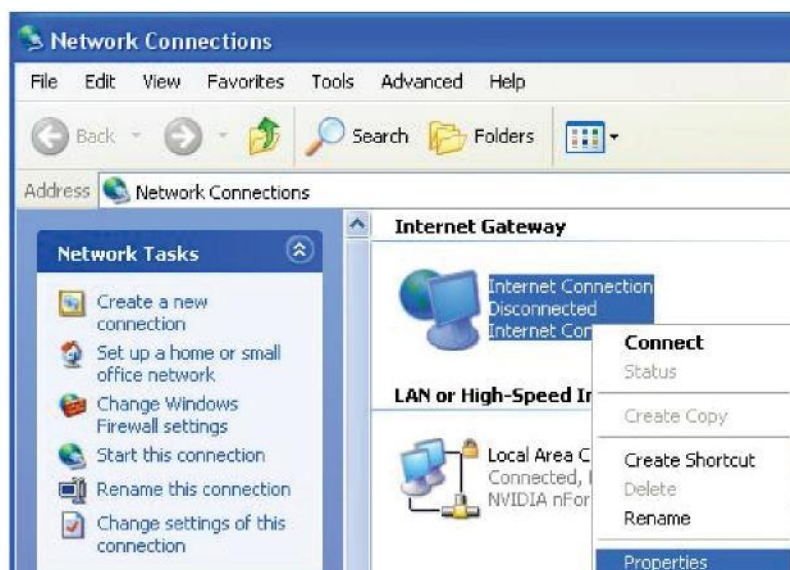 Network Connections
File Edit View Favorites Tools Advanced Help
Back Search Folders
Address Network Connections
Network Tasks
Create a new
connection
Set up a home or small
office network
Change Windows
Firewall settings
Start this connection
Rename this connection
Change settings of this
connection
Internet Gateway
Internet Connection
Disconnected
Internet Con
LAN or High-Speed In
Local Area C
Connected,
NVIDIA nFor
Connect
Status
Create Copy
Create Shortcut
Delete
Rename
Properties